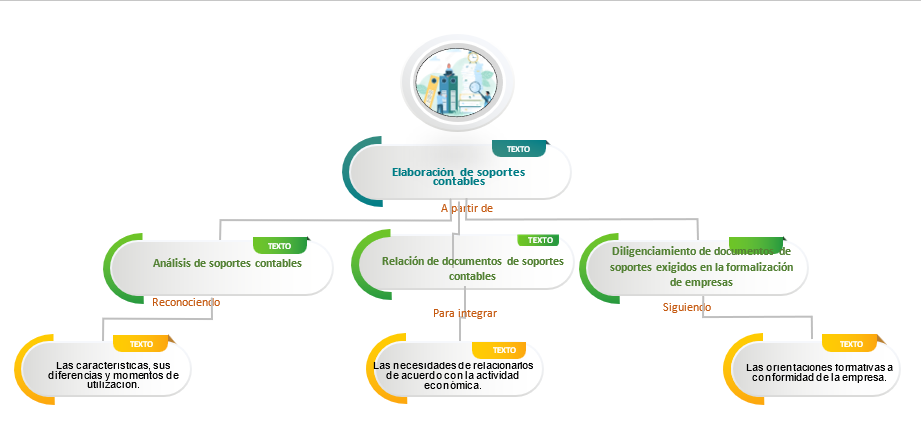 TEXTO
Elaboración de soportes
contables
A partir de
TEXTO
Análisis de soportes contables
TEXTO
Relación de documentos de soportes
contables
Diligenciamiento de documentos de
soportes exigidos en la formalización
de empresas
Reconociendo
Para integrar
Siguiendo
TEXTO
Las características, sus
diferencias y momentos de
utilización.
TEXTO
Las necesidades de relacionarlos
de acuerdo con la actividad
económica.
TEXTO
Las orientaciones formativas a
conformidad de la empresa.